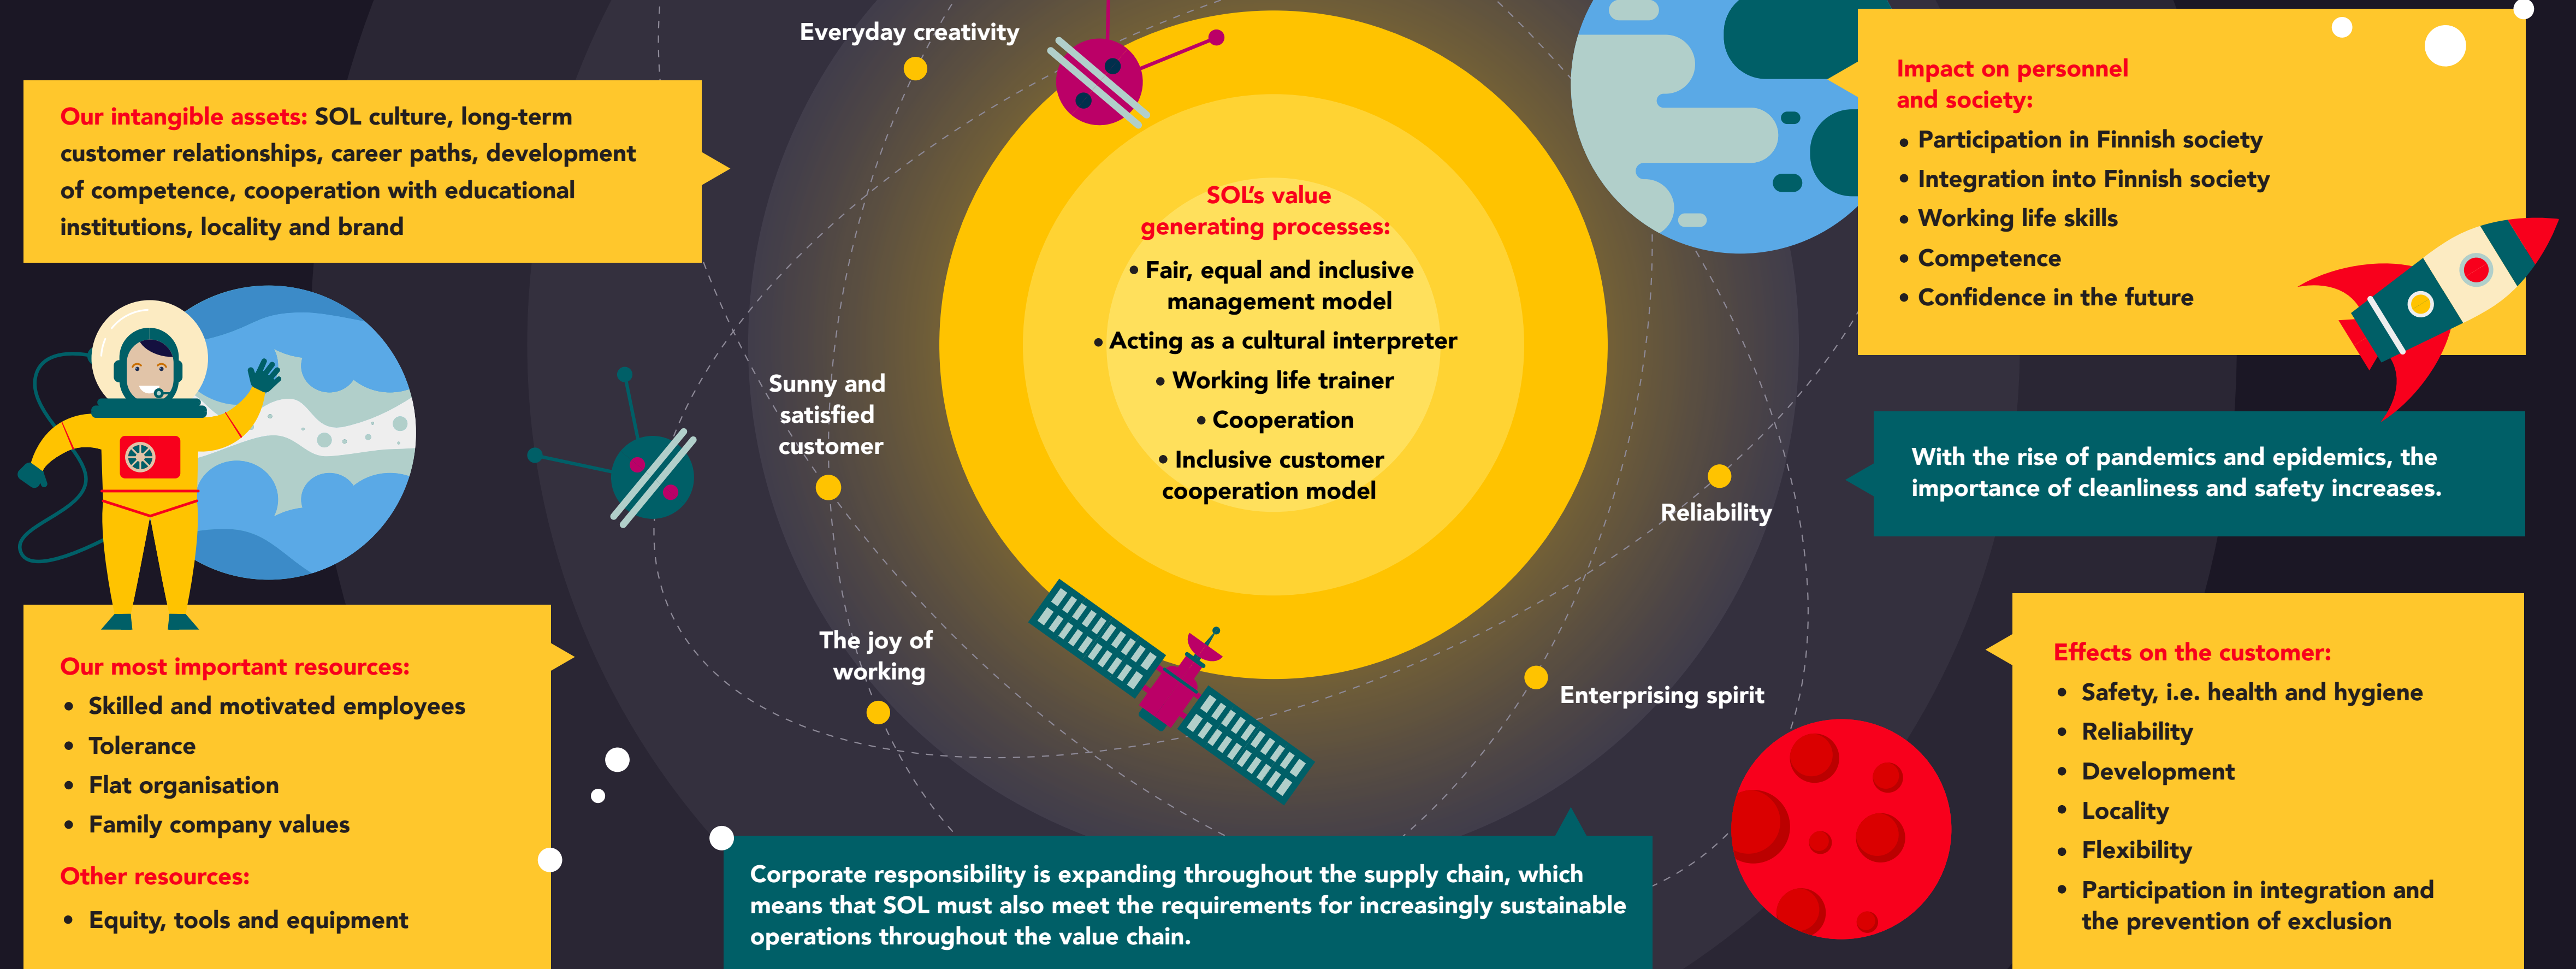 Everyday creativity
Our intangible assets: SOL culture, long-term
customer relationships, career paths, development
of competence, cooperation with educational
institutions, locality and brand
Our most important resources:
• Skilled and motivated employees
• Tolerance
• Flat organisation
• Family company values
Other resources:
• Equity, tools and equipment
Sunny and
satisfied
customer
The joy of
working
SOL’s value
generating processes:
• Fair, equal and inclusive
management model
• Acting as a cultural interpreter
• Working life trainer
• Cooperation
• Inclusive customer
cooperation model
Reliability
Enterprising spirit
Corporate responsibility is expanding throughout the supply chain, which
means that SOL must also meet the requirements for increasingly sustainable
operations throughout the value chain.
Impact on personnel
and society:
• Participation in Finnish society
• Integration into Finnish society
• Working life skills
• Competence
• Confidence in the future
With the rise of pandemics and epidemics, the
importance of cleanliness and safety increases.
Effects on the customer:
• Safety, i.e. health and hygiene
• Reliability
• Development
• Locality
• Flexibility
• Participation in integration and
the prevention of exclusion